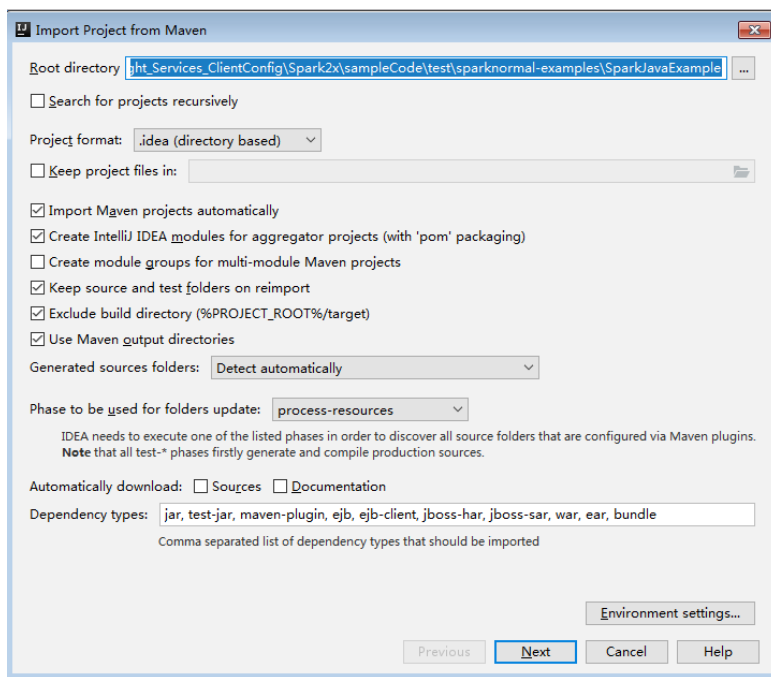 Import Project from Maven
Root directory ght_Services_ClientConfig\Spark2x\sampleCode\test\sparknormal-examples\SparkJavaExample ...
Search for projects recursively
Project format: .idea (directory based)
Keep project files in:
Import Maven projects automatically
Create IntelliJ IDEA modules for aggregator projects (with 'pom' packaging)
Create module groups for multi-module Maven projects
Keep source and test folders on reimport
Exclude build directory (%PROJECT_ROOT%/target)
Use Maven output directories
Generated sources folders: Detect automatically
Phase to be used for folders update: process-resources
IDEA needs to execute one of the listed phases in order to discover all source folders that are configured via Maven plugins.
Note that all test-* phases firstly generate and compile production sources.
Automatically download: Sources Documentation
Dependency types: jar, test-jar, maven-plugin, ejb, ejb-client, jboss-har, jboss-sar, war, ear, bundle
Comma separated list of dependency types that should be imported
Environment settings...
Previous Next Cancel Help